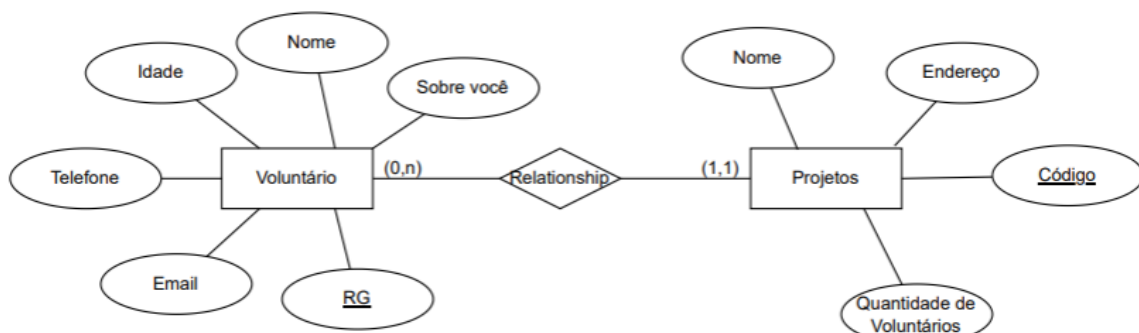 Nome
Idade
Sobre você
Telefone
Voluntário
(0,n)
Email
RG
Relationship
Nome
Endereço
(1,1)
Projetos
Código
Quantidade de
Voluntários